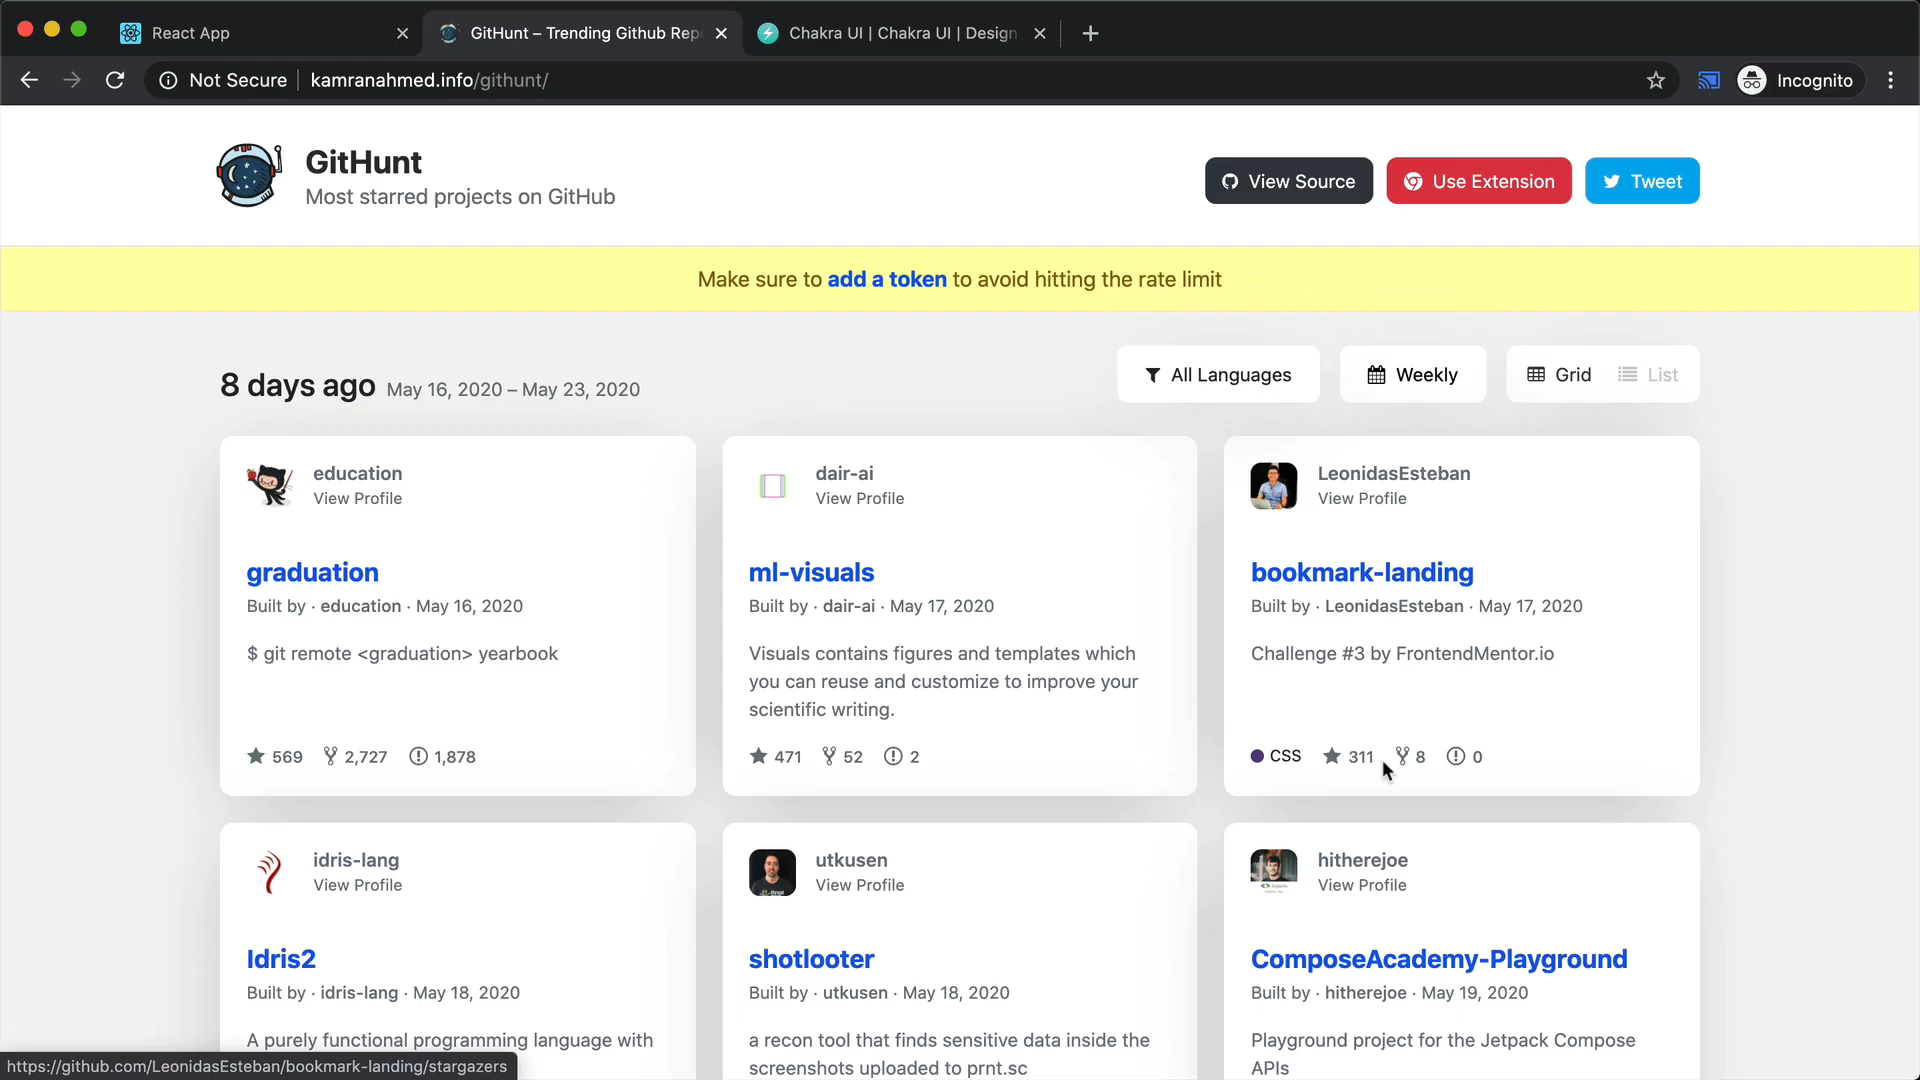 React App
GitHunt – Trending Github Rep
Chakra UI | Chakra UI | Design
Not Secure
kamranahmed.info/githunt/
Incognito
GitHunt
Most starred projects on GitHub
View Source
Use Extension
Tweet
Make sure to add a token to avoid hitting the rate limit
8 days ago May 16, 2020 – May 23, 2020
All Languages
Weekly
Grid
List
education
View Profile
graduation
Built by · education · May 16, 2020
$ git remote <graduation> yearbook
569 2,727 1,878
dair-ai
View Profile
ml-visuals
Built by · dair-ai · May 17, 2020
Visuals contains figures and templates which
you can reuse and customize to improve your
scientific writing.
471 52 2
LeonidasEsteban
View Profile
bookmark-landing
Built by · LeonidasEsteban · May 17, 2020
Challenge #3 by FrontendMentor.io
CSS 311 8 0
idris-lang
View Profile
Idris2
Built by · idris-lang · May 18, 2020
A purely functional programming language with
utkusen
View Profile
shotlooter
Built by · utkusen · May 18, 2020
a recon tool that finds sensitive data inside the
screenshots uploaded to prnt.sc
hitherejoe
View Profile
ComposeAcademy-Playground
Built by · hitherejoe · May 19, 2020
Playground project for the Jetpack Compose
APIs
https://github.com/LeonidasEsteban/bookmark-landing/stargazers